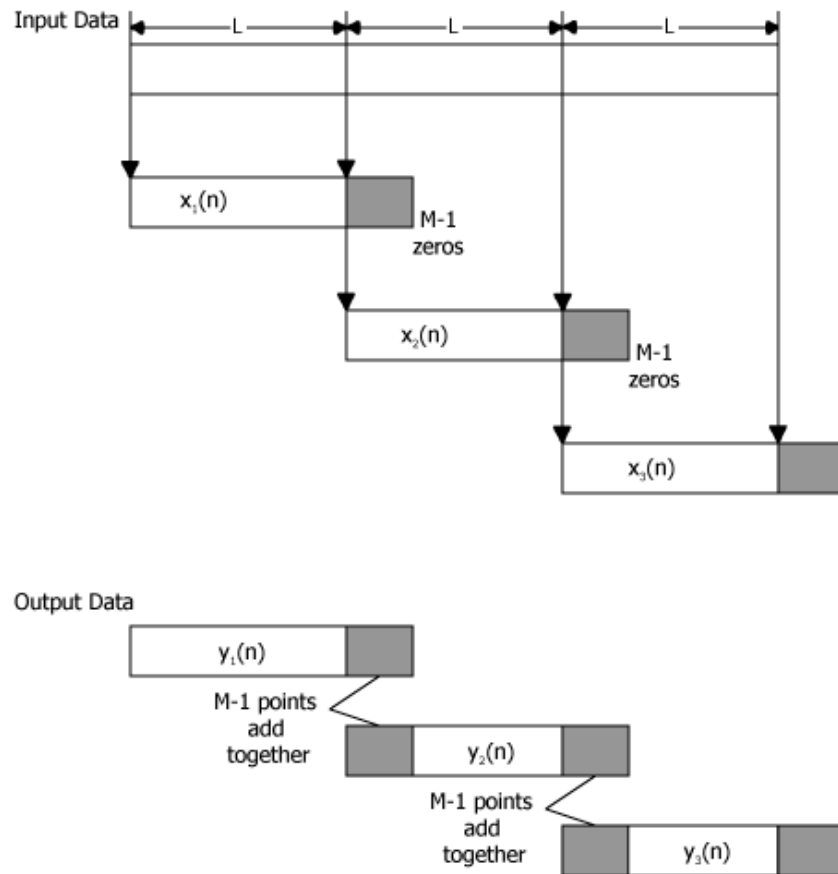 Input Data
L L L
x₁(n)
M-1
zeros
x₂(n)
M-1
zeros
x₃(n)
Output Data
y₁(n)
M-1 points
add
together
y₂(n)
M-1 points
add
together
y₃(n)